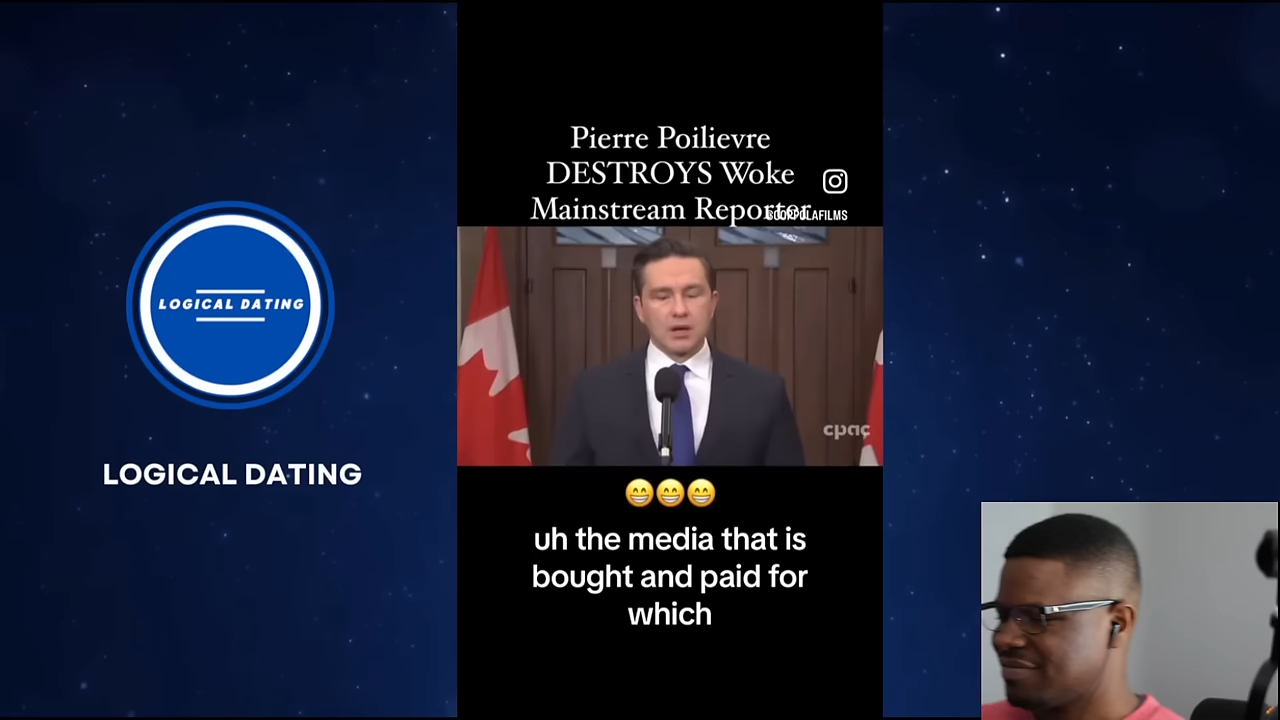 Pierre Poilievre
DESTROYS Woke
Mainstream Reporter
SCOPPOLAFILMS
LOGICAL DATING
cpac
LOGICAL DATING
uh the media that is
bought and paid for
which